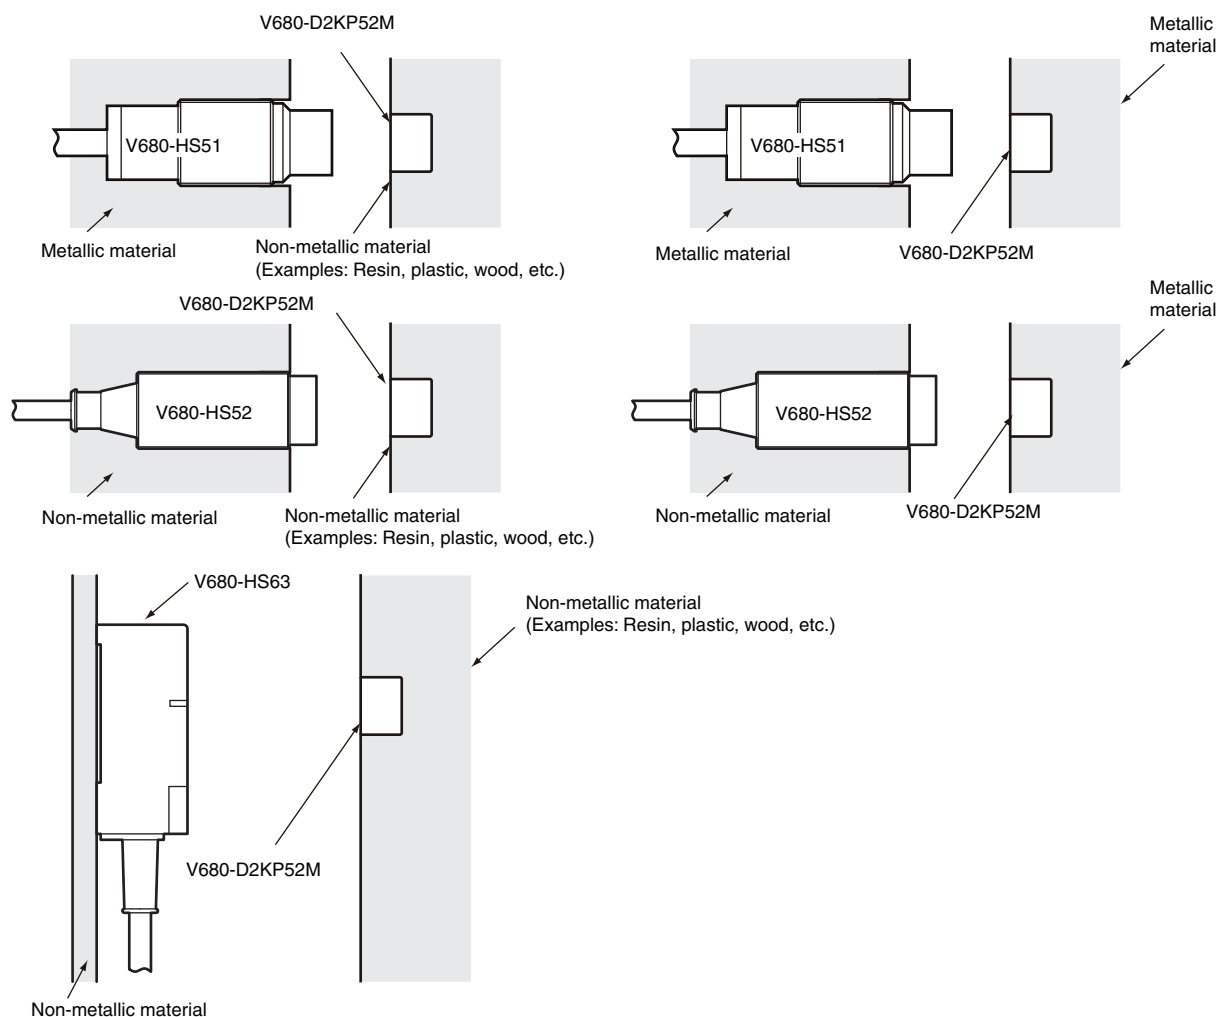 V680-D2KP52M
Metallic
material
V680-HS51
V680-HS51
Metallic material
Non-metallic material
(Examples: Resin, plastic, wood, etc.)
Metallic material
V680-D2KP52M
V680-D2KP52M
Metallic
material
V680-HS52
V680-HS52
Non-metallic material
Non-metallic material
(Examples: Resin, plastic, wood, etc.)
Non-metallic material
V680-D2KP52M
V680-HS63
Non-metallic material
(Examples: Resin, plastic, wood, etc.)
V680-D2KP52M
Non-metallic material